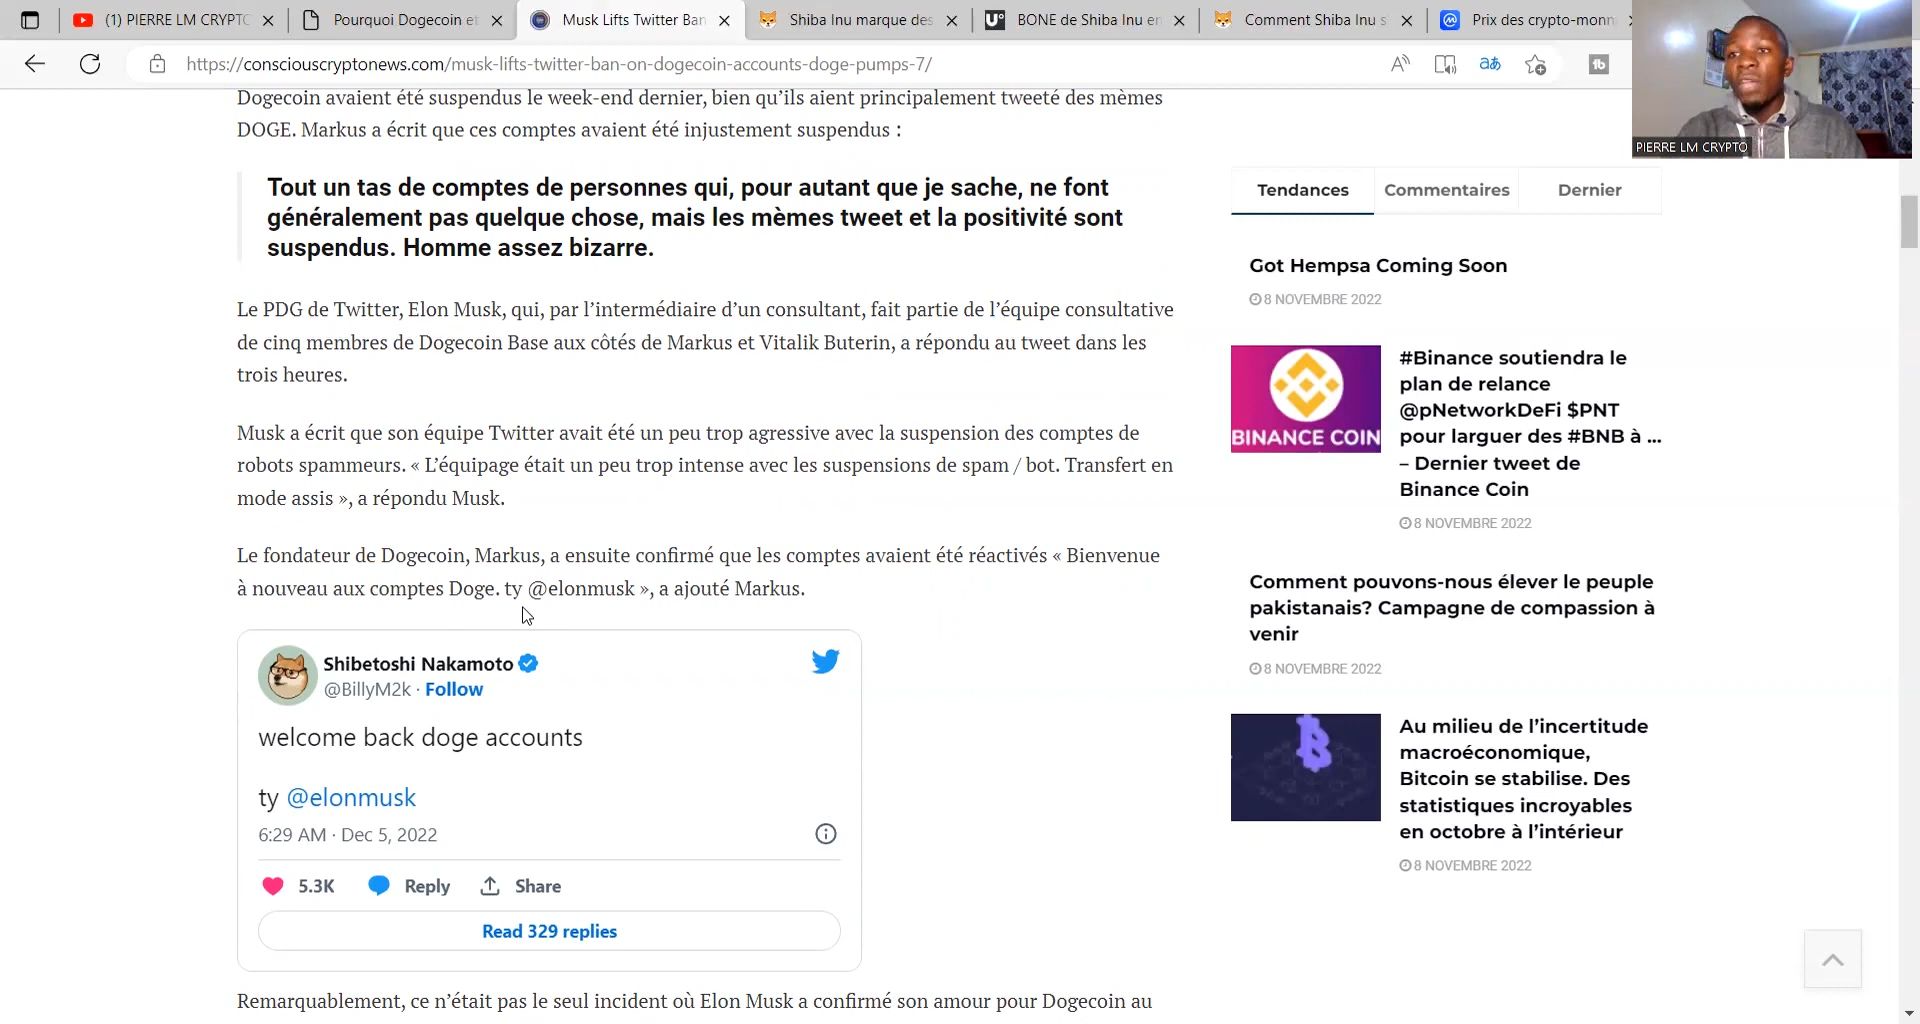 (1) PIERRE LM CRYPTO
Pourquoi Dogecoin et
Musk Lifts Twitter Ban
Shiba Inu marque des
U°
BONE de Shiba Inu en
Comment Shiba Inu s
Prix des crypto-monn
https://consciouscryptonews.com/musk-lifts-twitter-ban-on-dogecoin-accounts-doge-pumps-7/
PIERRE LM CRYPTO
Dogecoin avaient été suspendus le week-end dernier, bien qu’ils aient principalement tweeté des mèmes
DOGE. Markus a écrit que ces comptes avaient été injustement suspendus :
Tout un tas de comptes de personnes qui, pour autant que je sache, ne font
généralement pas quelque chose, mais les mèmes tweet et la positivité sont
suspendus. Homme assez bizarre.
Le PDG de Twitter, Elon Musk, qui, par l’intermédiaire d’un consultant, fait partie de l’équipe consultative
de cinq membres de Dogecoin Base aux côtés de Markus et Vitalik Buterin, a répondu au tweet dans les
trois heures.
Musk a écrit que son équipe Twitter avait été un peu trop agressive avec la suspension des comptes de
robots spammeurs. « L’équipage était un peu trop intense avec les suspensions de spam / bot. Transfert en
mode assis », a répondu Musk.
Le fondateur de Dogecoin, Markus, a ensuite confirmé que les comptes avaient été réactivés « Bienvenue
à nouveau aux comptes Doge. ty @elonmusk », a ajouté Markus.
Shibetoshi Nakamoto
@BillyM2k · Follow
welcome back doge accounts
ty @elonmusk
6:29 AM · Dec 5, 2022
5.3K Reply Share
Read 329 replies
Remarquablement, ce n’était pas le seul incident où Elon Musk a confirmé son amour pour Dogecoin au
Tendances Commentaires Dernier
Got Hempsa Coming Soon
8 NOVEMBRE 2022
BINANCE COIN
#Binance soutiendra le
plan de relance
@pNetworkDeFi $PNT
pour larguer des #BNB à ...
– Dernier tweet de
Binance Coin
8 NOVEMBRE 2022
Comment pouvons-nous élever le peuple
pakistanais? Campagne de compassion à
venir
8 NOVEMBRE 2022
Au milieu de l’incertitude
macroéconomique,
Bitcoin se stabilise. Des
statistiques incroyables
en octobre à l’intérieur
8 NOVEMBRE 2022